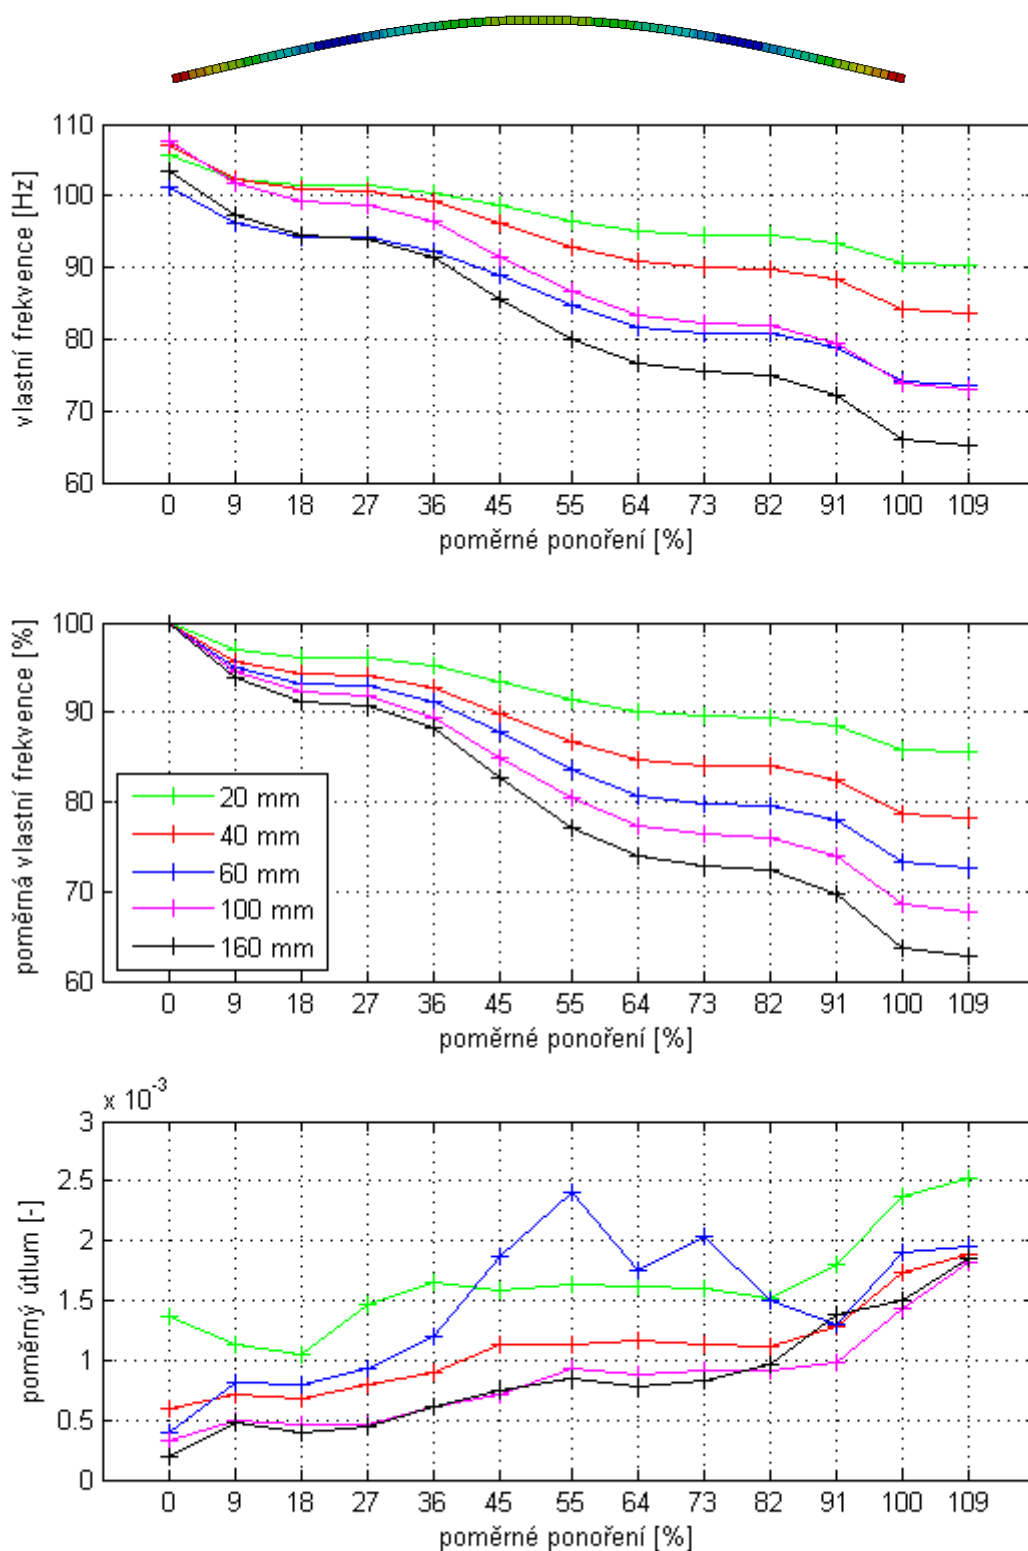 110
100
90
80
70
60
vlastní frekvence [Hz]
0 9 18 27 36 45 55 64 73 82 91 100 109
poměrné ponoření [%]
100
90
80
70
60
poměrná vlastní frekvence [%]
20 mm
40 mm
60 mm
100 mm
160 mm
0 9 18 27 36 45 55 64 73 82 91 100 109
poměrné ponoření [%]
x 10⁻³
3
2.5
2
1.5
1
0.5
0
poměrný útlum [-]
0 9 18 27 36 45 55 64 73 82 91 100 109
poměrné ponoření [%]